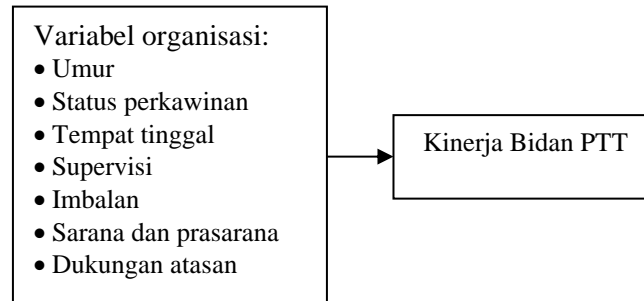 Variabel organisasi:
• Umur
• Status perkawinan
• Tempat tinggal
• Supervisi
• Imbalan
• Sarana dan prasarana
• Dukungan atasan
Kinerja Bidan PTT